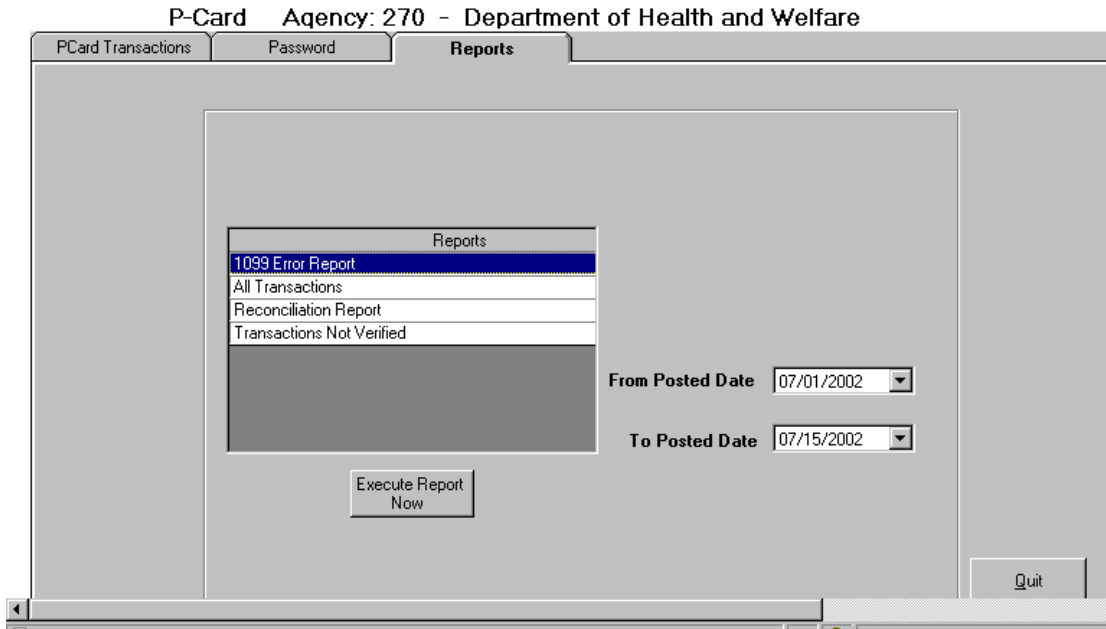 P-Card Agency: 270 - Department of Health and Welfare
PCard Transactions Password Reports
Reports
1099 Error Report
All Transactions
Reconciliation Report
Transactions Not Verified
From Posted Date 07/01/2002
To Posted Date 07/15/2002
Execute Report
Now
Quit